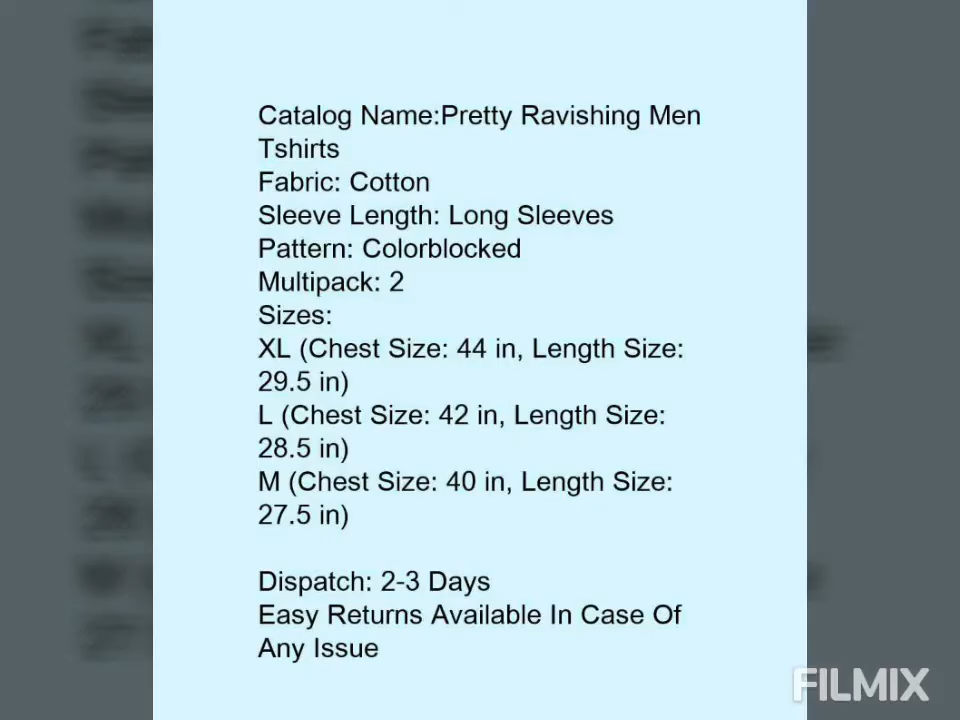 Catalog Name:Pretty Ravishing Men
Tshirts
Fabric: Cotton
Sleeve Length: Long Sleeves
Pattern: Colorblocked
Multipack: 2
Sizes:
XL (Chest Size: 44 in, Length Size:
29.5 in)
L (Chest Size: 42 in, Length Size:
28.5 in)
M (Chest Size: 40 in, Length Size:
27.5 in)
Dispatch: 2-3 Days
Easy Returns Available In Case Of
Any Issue
FILMIX